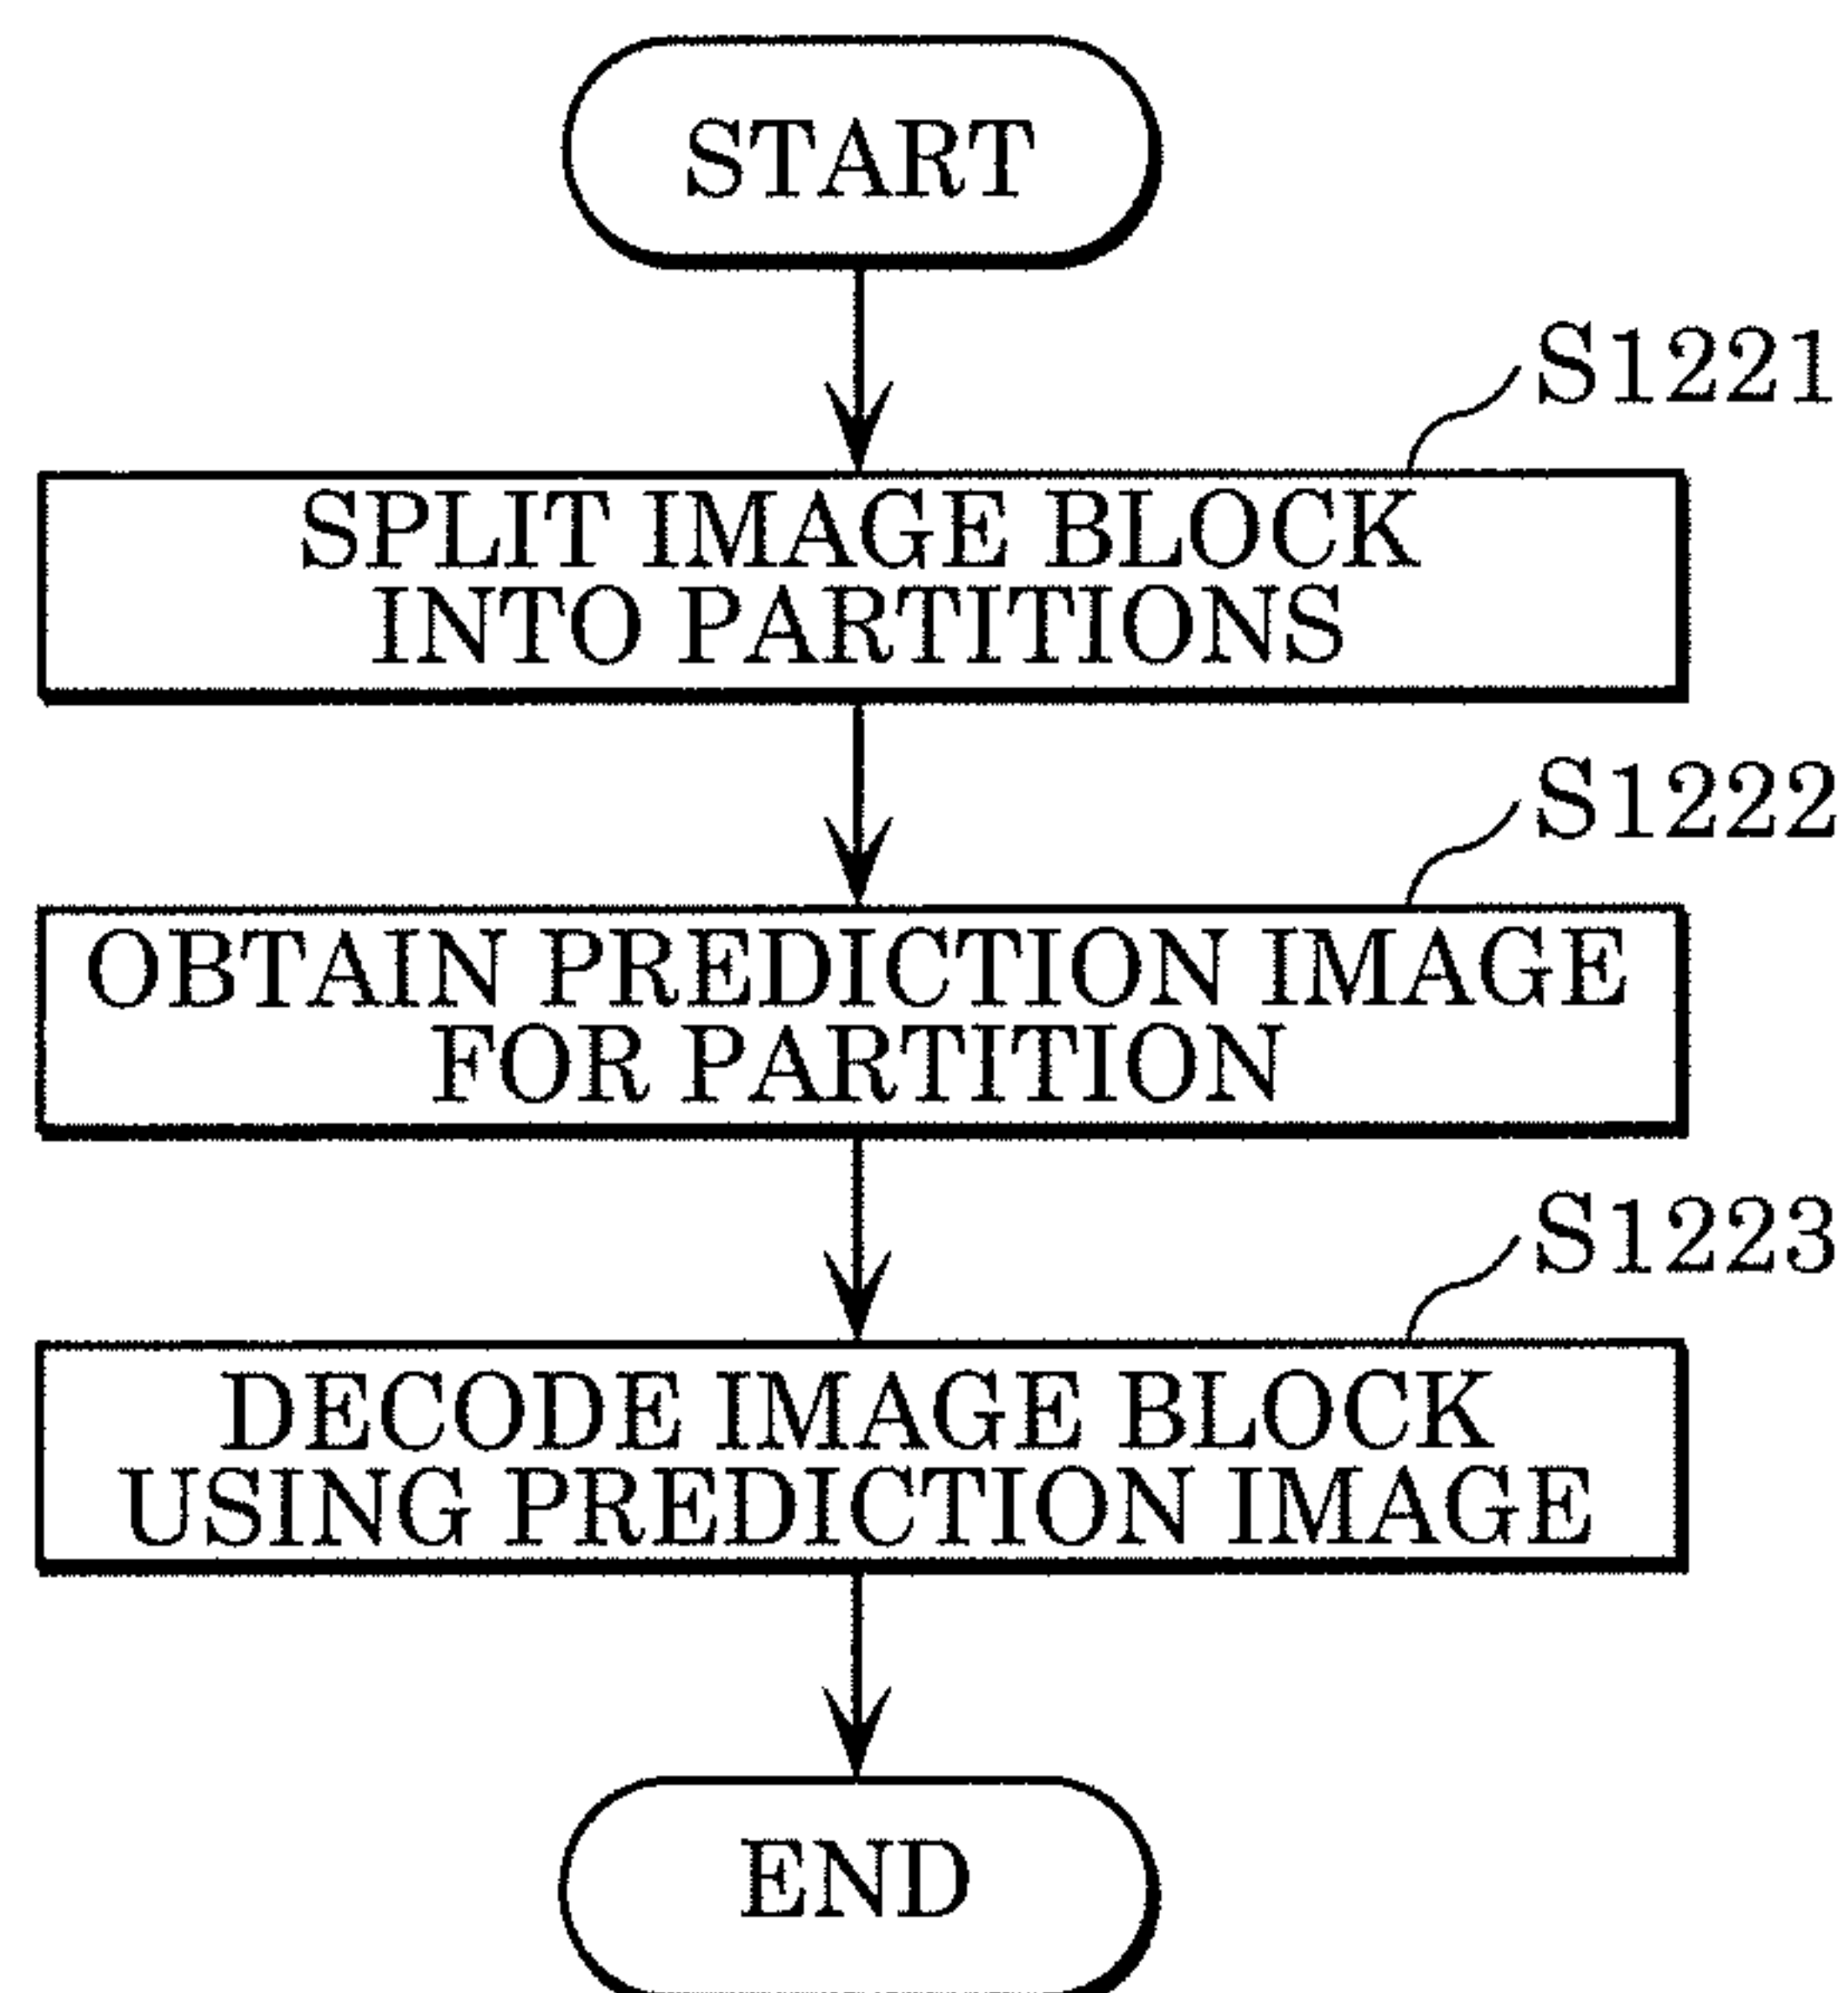 START
S1221
SPLIT IMAGE BLOCK
INTO PARTITIONS
S1222
OBTAIN PREDICTION IMAGE
FOR PARTITION
S1223
DECODE IMAGE BLOCK
USING PREDICTION IMAGE
END